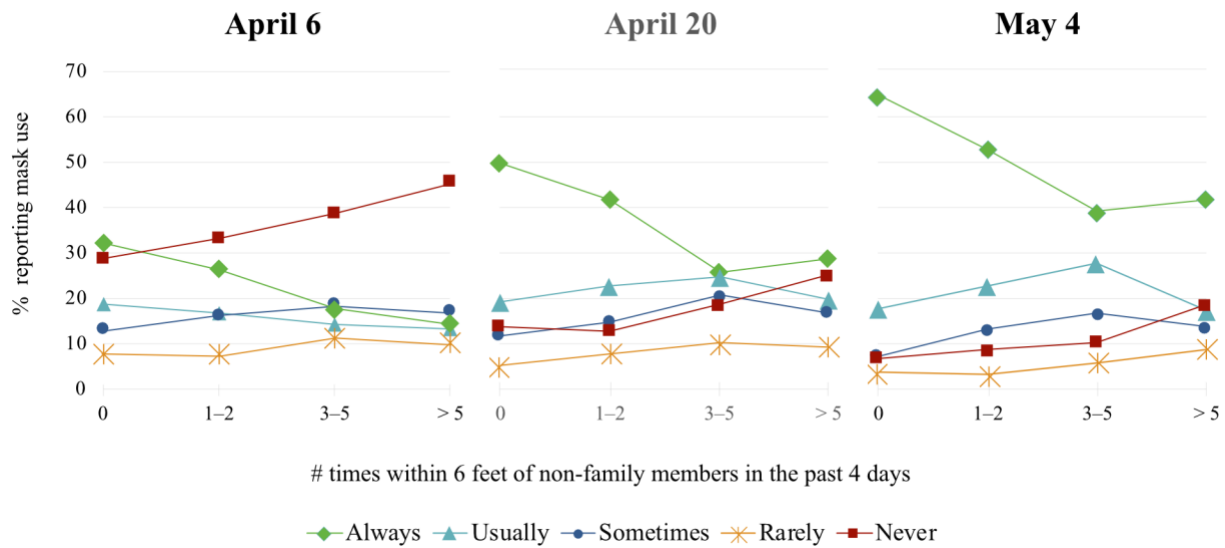 April 6
April 20
May 4
% reporting mask use
70
60
50
40
30
20
10
0
0 1–2 3–5 > 5
0 1–2 3–5 > 5
0 1–2 3–5 > 5
# times within 6 feet of non-family members in the past 4 days
Always Usually Sometimes Rarely Never